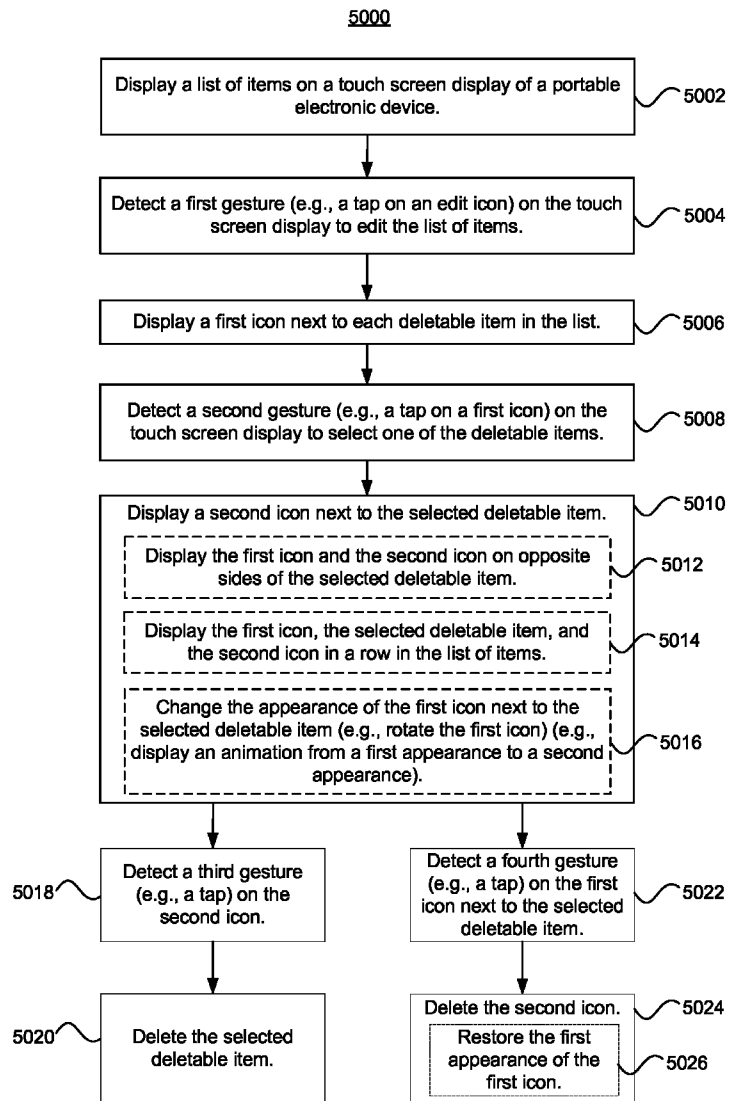 5000
Display a list of items on a touch screen display of a portable
electronic device.
5002
Detect a first gesture (e.g., a tap on an edit icon) on the touch
screen display to edit the list of items.
5004
Display a first icon next to each deletable item in the list.
5006
Detect a second gesture (e.g., a tap on a first icon) on the
touch screen display to select one of the deletable items.
5008
Display a second icon next to the selected deletable item.
5010
Display the first icon and the second icon on opposite
sides of the selected deletable item.
5012
Display the first icon, the selected deletable item, and
the second icon in a row in the list of items.
5014
Change the appearance of the first icon next to the
selected deletable item (e.g., rotate the first icon) (e.g.,
display an animation from a first appearance to a second
appearance).
5016
5018
Detect a third gesture
(e.g., a tap) on the
second icon.
Detect a fourth gesture
(e.g., a tap) on the first
icon next to the selected
deletable item.
5022
5020
Delete the selected
deletable item.
Delete the second icon.
5024
Restore the first
appearance of the
first icon.
5026